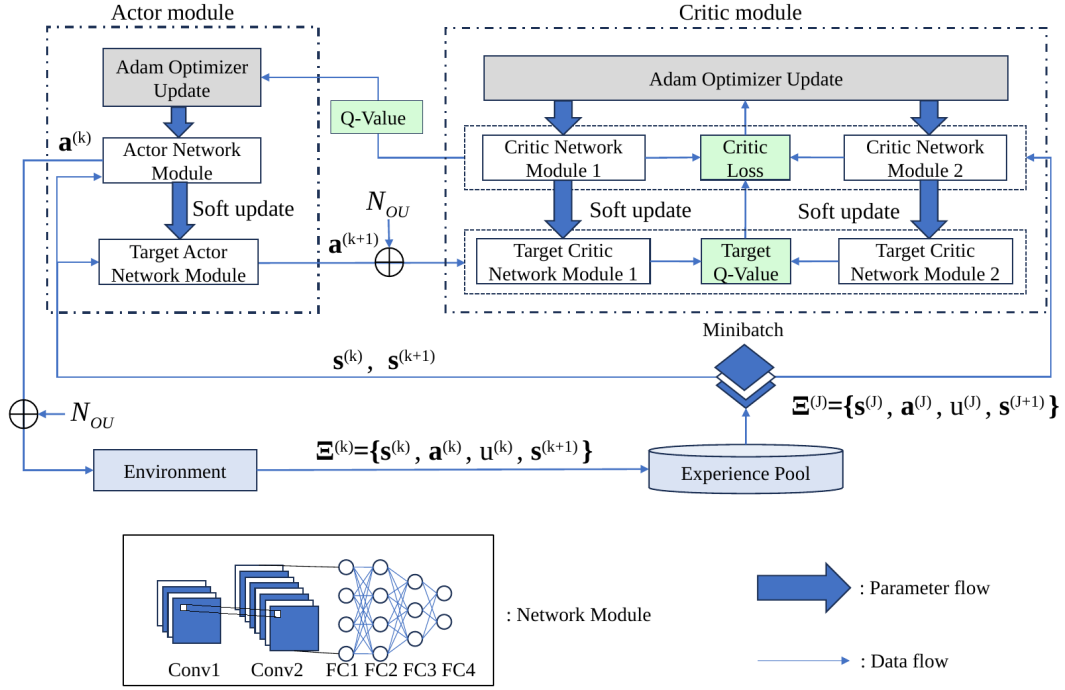 Actor module
Critic module
Adam Optimizer
Update
Adam Optimizer Update
Q-Value
a(k)
Actor Network
Module
Critic Network
Module 1
Critic
Loss
Critic Network
Module 2
Soft update
N_OU
Soft update
Soft update
a(k+1)
Target Actor
Network Module
Target Critic
Network Module 1
Target
Q-Value
Target Critic
Network Module 2
Minibatch
s(k), s(k+1)
Ξ(J)={s(J), a(J), u(J), s(J+1)}
N_OU
Ξ(k)={s(k), a(k), u(k), s(k+1)}
Environment
Experience Pool
: Parameter flow
: Network Module
: Data flow
Conv1 Conv2 FC1 FC2 FC3 FC4